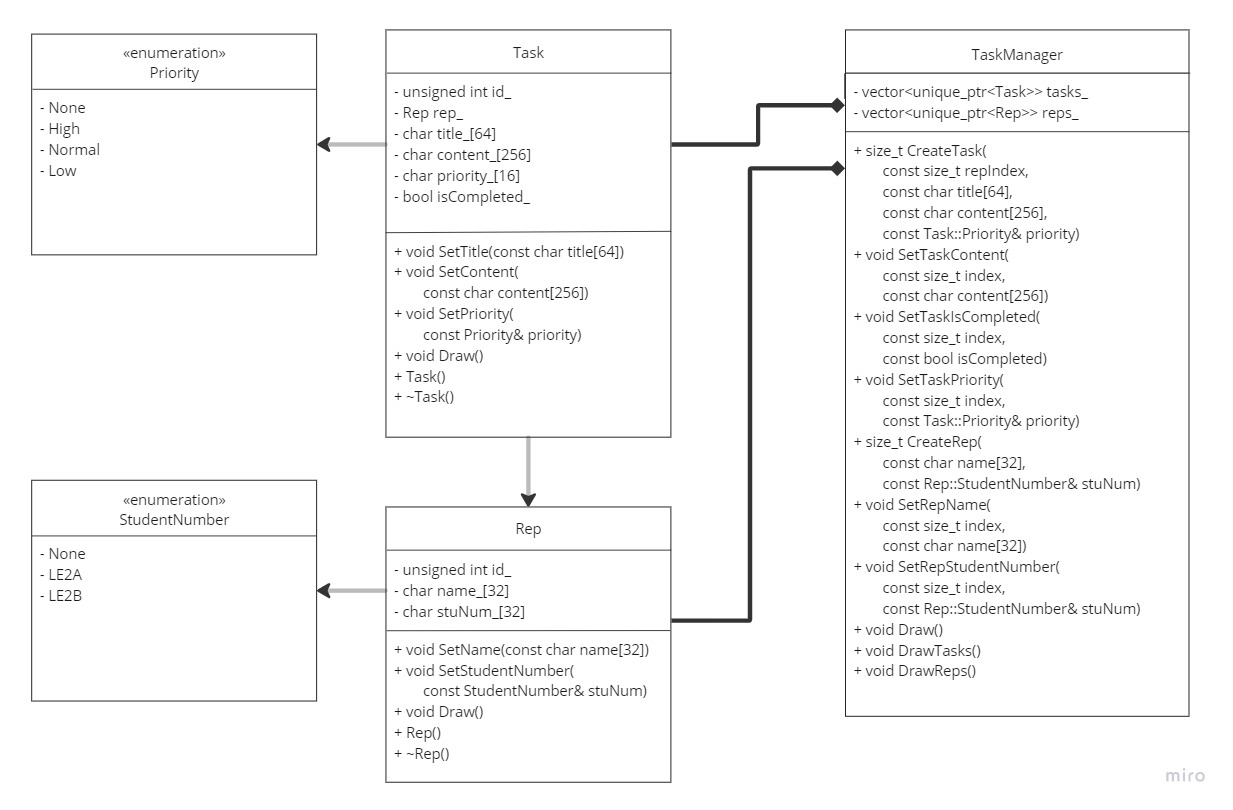 «enumeration»
Priority
- None
- High
- Normal
- Low
Task
- unsigned int id_
- Rep rep_
- char title_[64]
- char content_[256]
- char priority_[16]
- bool isCompleted_
+ void SetTitle(const char title[64])
+ void SetContent(
const char content[256])
+ void SetPriority(
const Priority& priority)
+ void Draw()
+ Task()
+ ~Task()
TaskManager
- vector<unique_ptr<Task>> tasks_
- vector<unique_ptr<Rep>> reps_
+ size_t CreateTask(
const size_t repIndex,
const char title[64],
const char content[256],
const Task::Priority& priority)
+ void SetTaskContent(
const size_t index,
const char content[256])
+ void SetTaskIsCompleted(
const size_t index,
const bool isCompleted)
+ void SetTaskPriority(
const size_t index,
const Task::Priority& priority)
+ size_t CreateRep(
const char name[32],
const Rep::StudentNumber& stuNum)
+ void SetRepName(
const size_t index,
const char name[32])
+ void SetRepStudentNumber(
const size_t index,
const Rep::StudentNumber& stuNum)
+ void Draw()
+ void DrawTasks()
+ void DrawReps()
«enumeration»
StudentNumber
- None
- LE2A
- LE2B
Rep
- unsigned int id_
- char name_[32]
- char stuNum_[32]
+ void SetName(const char name[32])
+ void SetStudentNumber(
const StudentNumber& stuNum)
+ void Draw()
+ Rep()
+ ~Rep()
miro